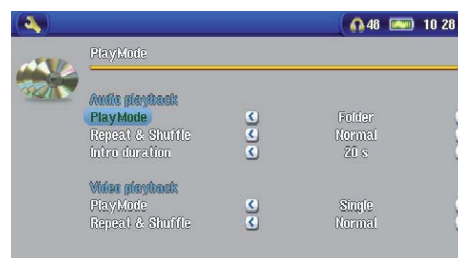 48 10 28
PlayMode
Audio playback
PlayMode Folder
Repeat & Shuffle Normal
Intro duration 20 s
Video playback
PlayMode Single
Repeat & Shuffle Normal